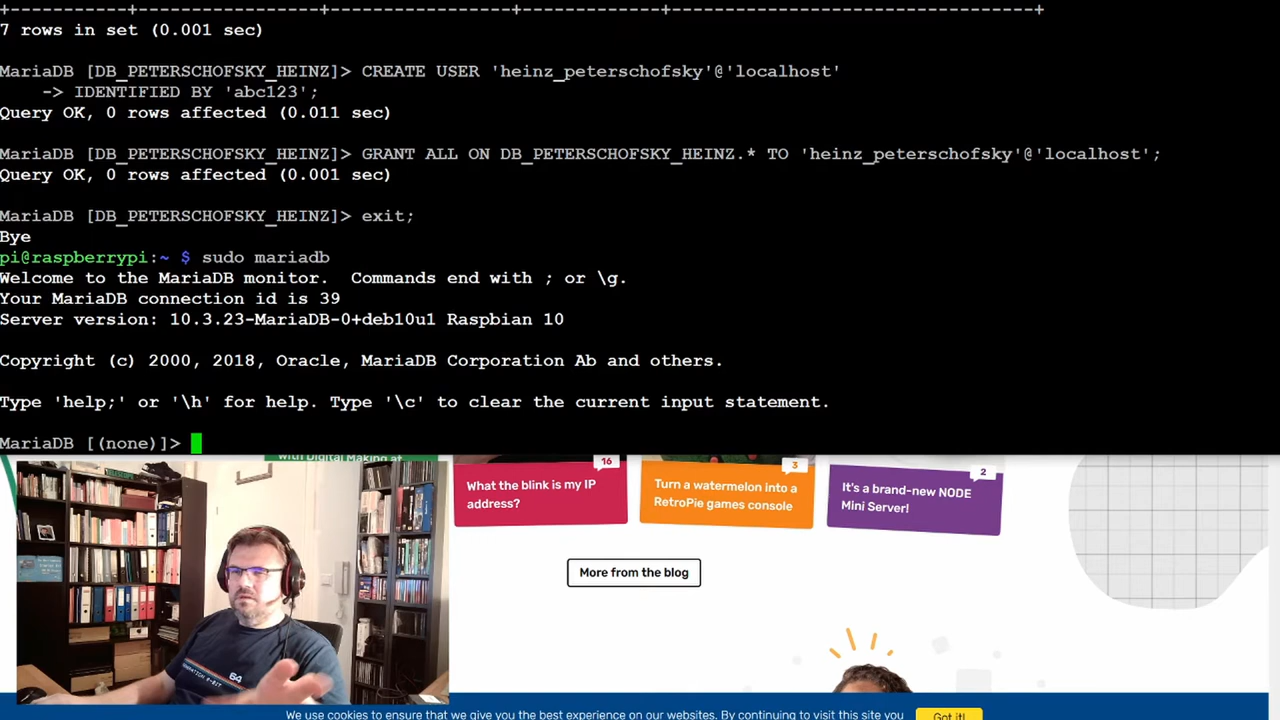 7 rows in set (0.001 sec)
MariaDB [DB_PETERSCHOFSKY_HEINZ]> CREATE USER 'heinz_peterschofsky'@'localhost'
-> IDENTIFIED BY 'abc123';
Query OK, 0 rows affected (0.011 sec)
MariaDB [DB_PETERSCHOFSKY_HEINZ]> GRANT ALL ON DB_PETERSCHOFSKY_HEINZ.* TO 'heinz_peterschofsky'@'localhost';
Query OK, 0 rows affected (0.001 sec)
MariaDB [DB_PETERSCHOFSKY_HEINZ]> exit;
Bye
pi@raspberrypi:~ $ sudo mariadb
Welcome to the MariaDB monitor.  Commands end with ; or \g.
Your MariaDB connection id is 39
Server version: 10.3.23-MariaDB-0+deb10u1 Raspbian 10
Copyright (c) 2000, 2018, Oracle, MariaDB Corporation Ab and others.
Type 'help;' or '\h' for help. Type '\c' to clear the current input statement.
MariaDB [(none)]>
with Digital Making at
16
What the blink is my IP
address?
3
Turn a watermelon into a
RetroPie games console
2
It's a brand-new NODE
Mini Server!
More from the blog
64
We use cookies to ensure that we give you the best experience on our websites. By continuing to visit this site you
Got it!